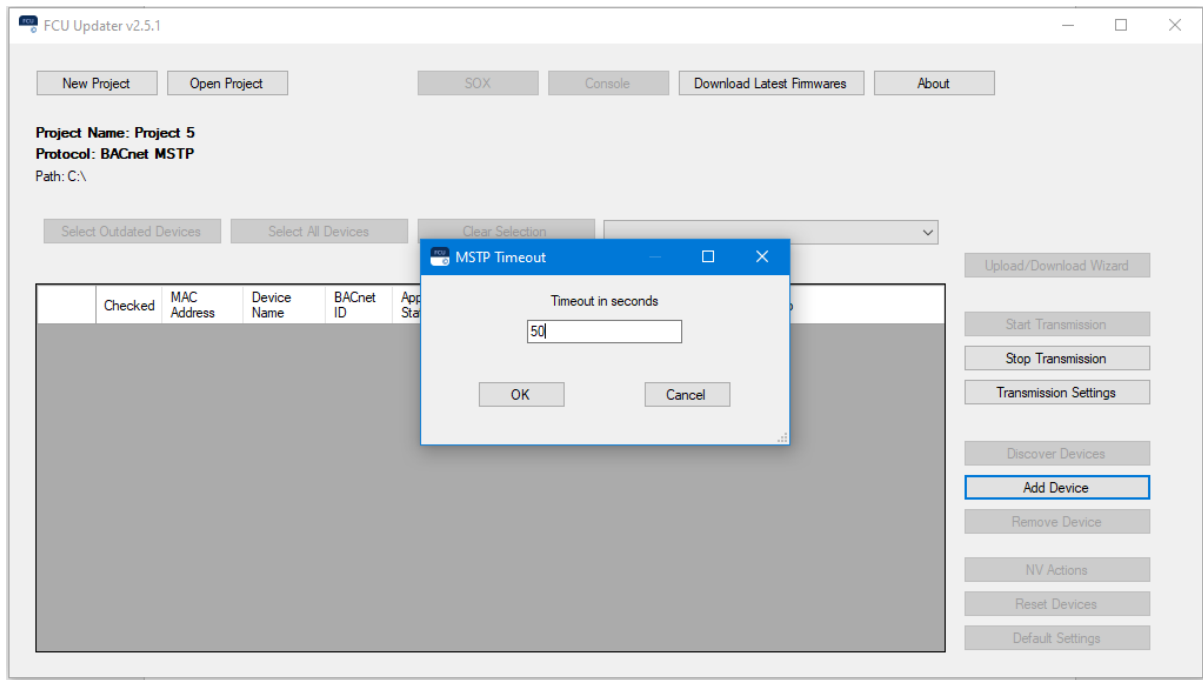 FCU Updater v2.5.1
New Project Open Project SOX Console Download Latest Firmwares About
Project Name: Project 5
Protocol: BACnet MSTP
Path: C:\
Select Outdated Devices Select All Devices Clear Selection
MSTP Timeout
Timeout in seconds
50
OK Cancel
Checked
MAC Address
Device Name
BACnet ID
Upload/Download Wizard
Start Transmission
Stop Transmission
Transmission Settings
Discover Devices
Add Device
Remove Device
NV Actions
Reset Devices
Default Settings